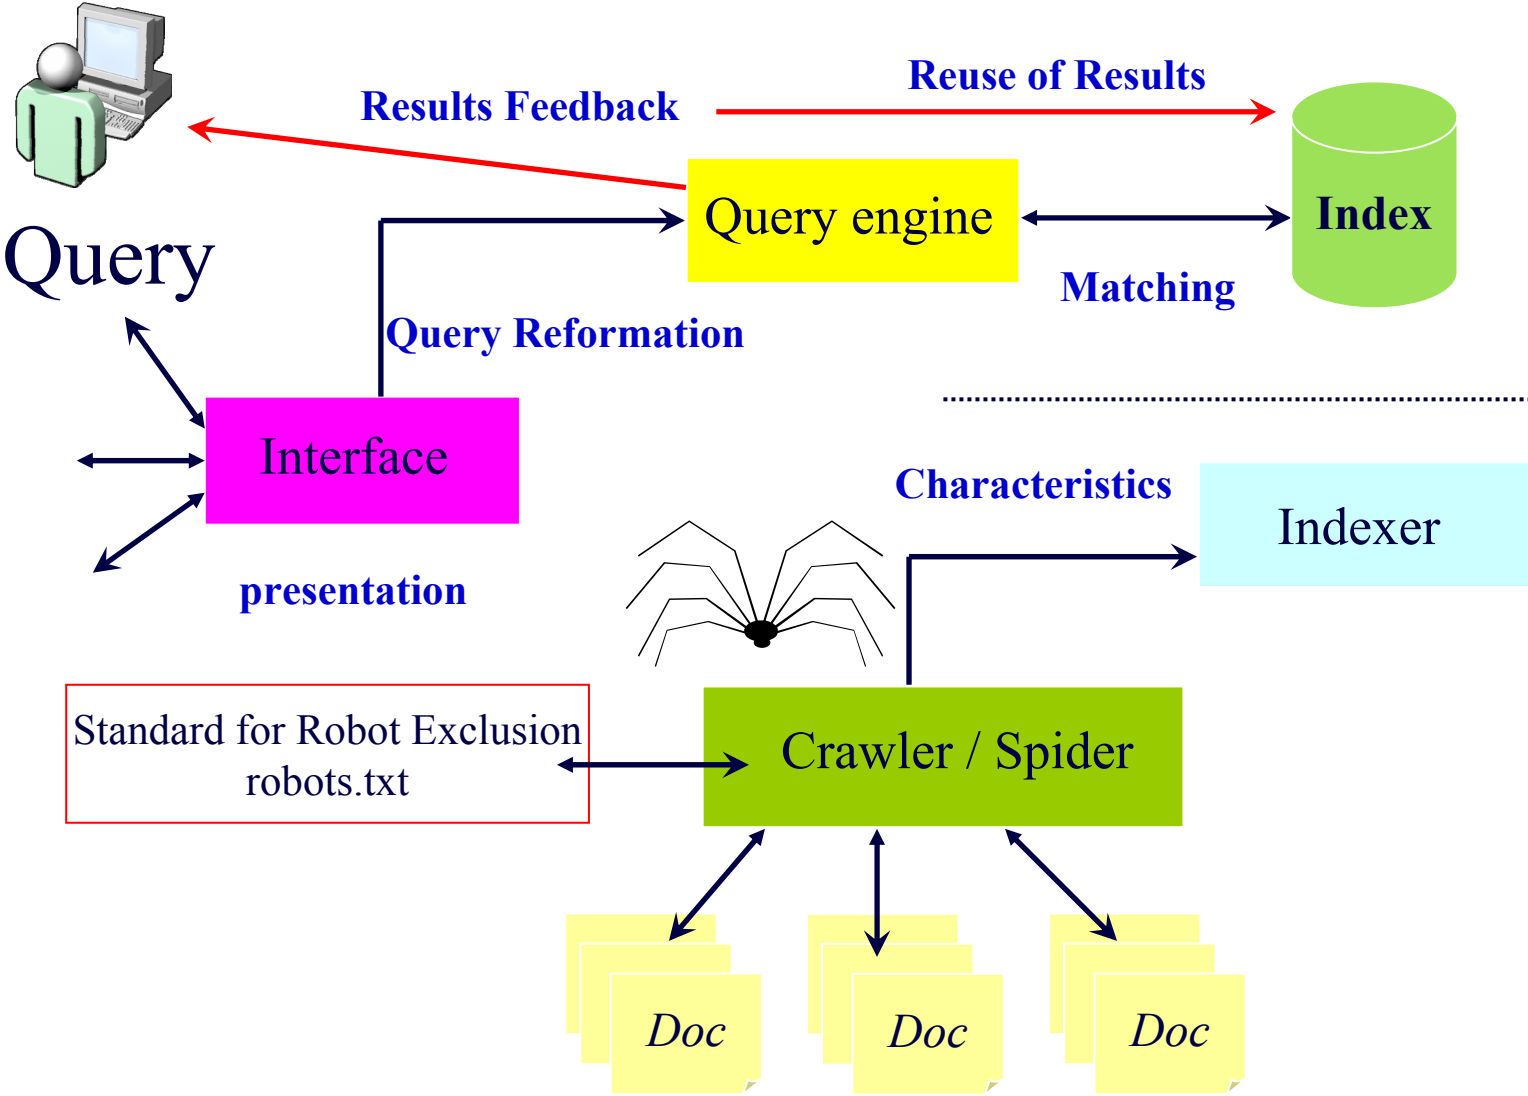 Reuse of Results
Results Feedback
Query engine
Index
Query
Matching
Query Reformation
Interface
Characteristics
Indexer
presentation
Standard for Robot Exclusion
robots.txt
Crawler / Spider
Doc
Doc
Doc